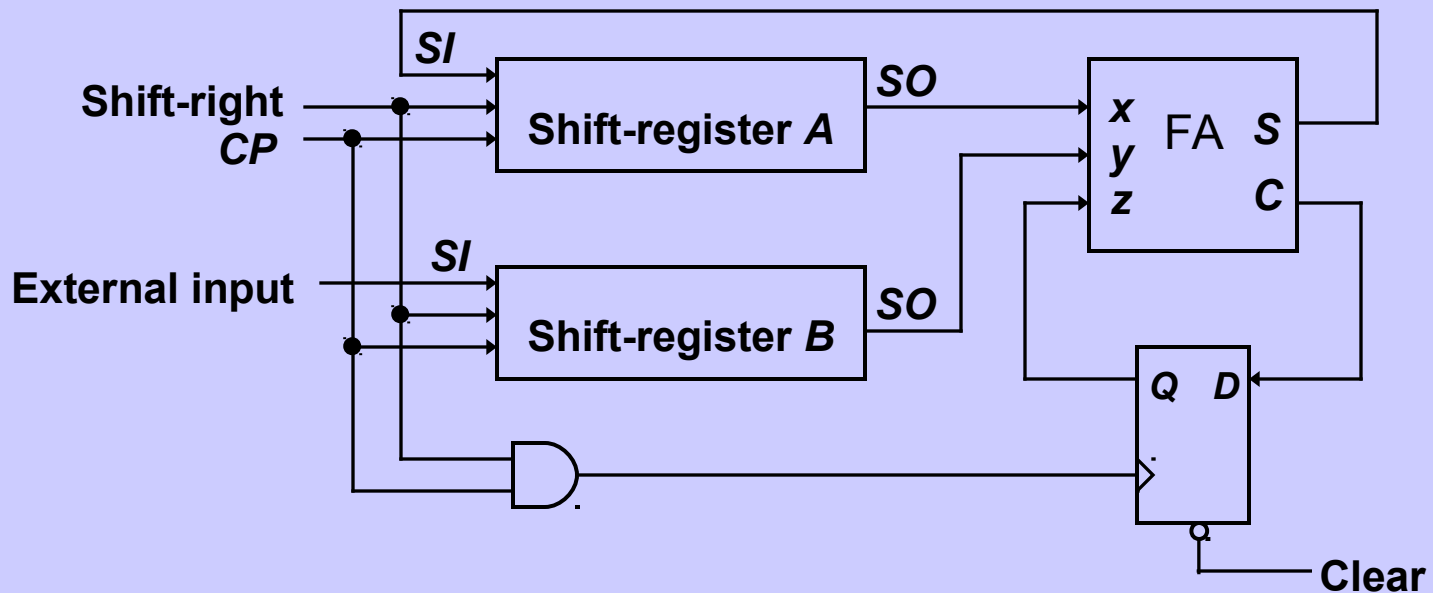 SI
Shift-right
CP
Shift-register A
SO
x
y
z
FA
S
C
External input
SI
Shift-register B
SO
Q D
Clear